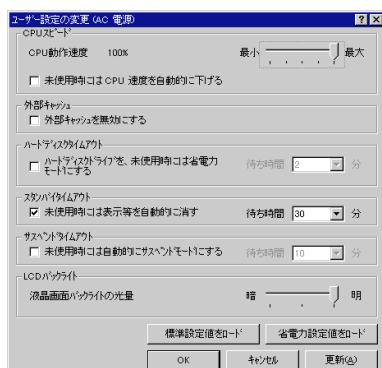 ユーザー設定の変更 (AC 電源)
CPUスピード
CPU動作速度 100% 最小 最大
未使用時には CPU 速度を自動的に下げる
外部キャッシュ
外部キャッシュを無効にする
ハードディスクタイムアウト
ハードディスクドライブを、未使用時には省電力モードにする 待ち時間 2 分
スタンバイタイムアウト
未使用時には表示等を自動的に消す 待ち時間 30 分
サスペンドタイムアウト
未使用時には自動的にサスペンドモードにする 待ち時間 10 分
LCDバックライト
液晶画面バックライトの光量 暗 明
標準設定値をロード 省電力設定値をロード
OK キャンセル 更新(A)